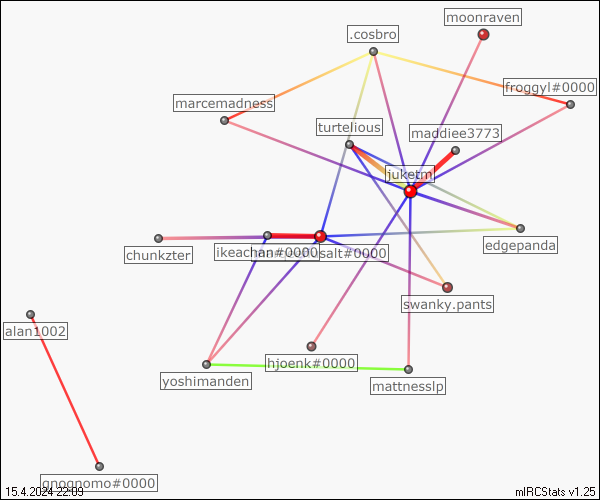 moonraven
.cosbro
froggyl#0000
marcemadness
turtelious
maddiee3773
juketm
edgepanda
ikeachan#0000
salt#0000
chunkzter
swanky.pants
alan1002
hjoenk#0000
yoshimanden
mattnesslp
gnognomo#0000
15.4.2024 22:09
mIRCStats v1.25